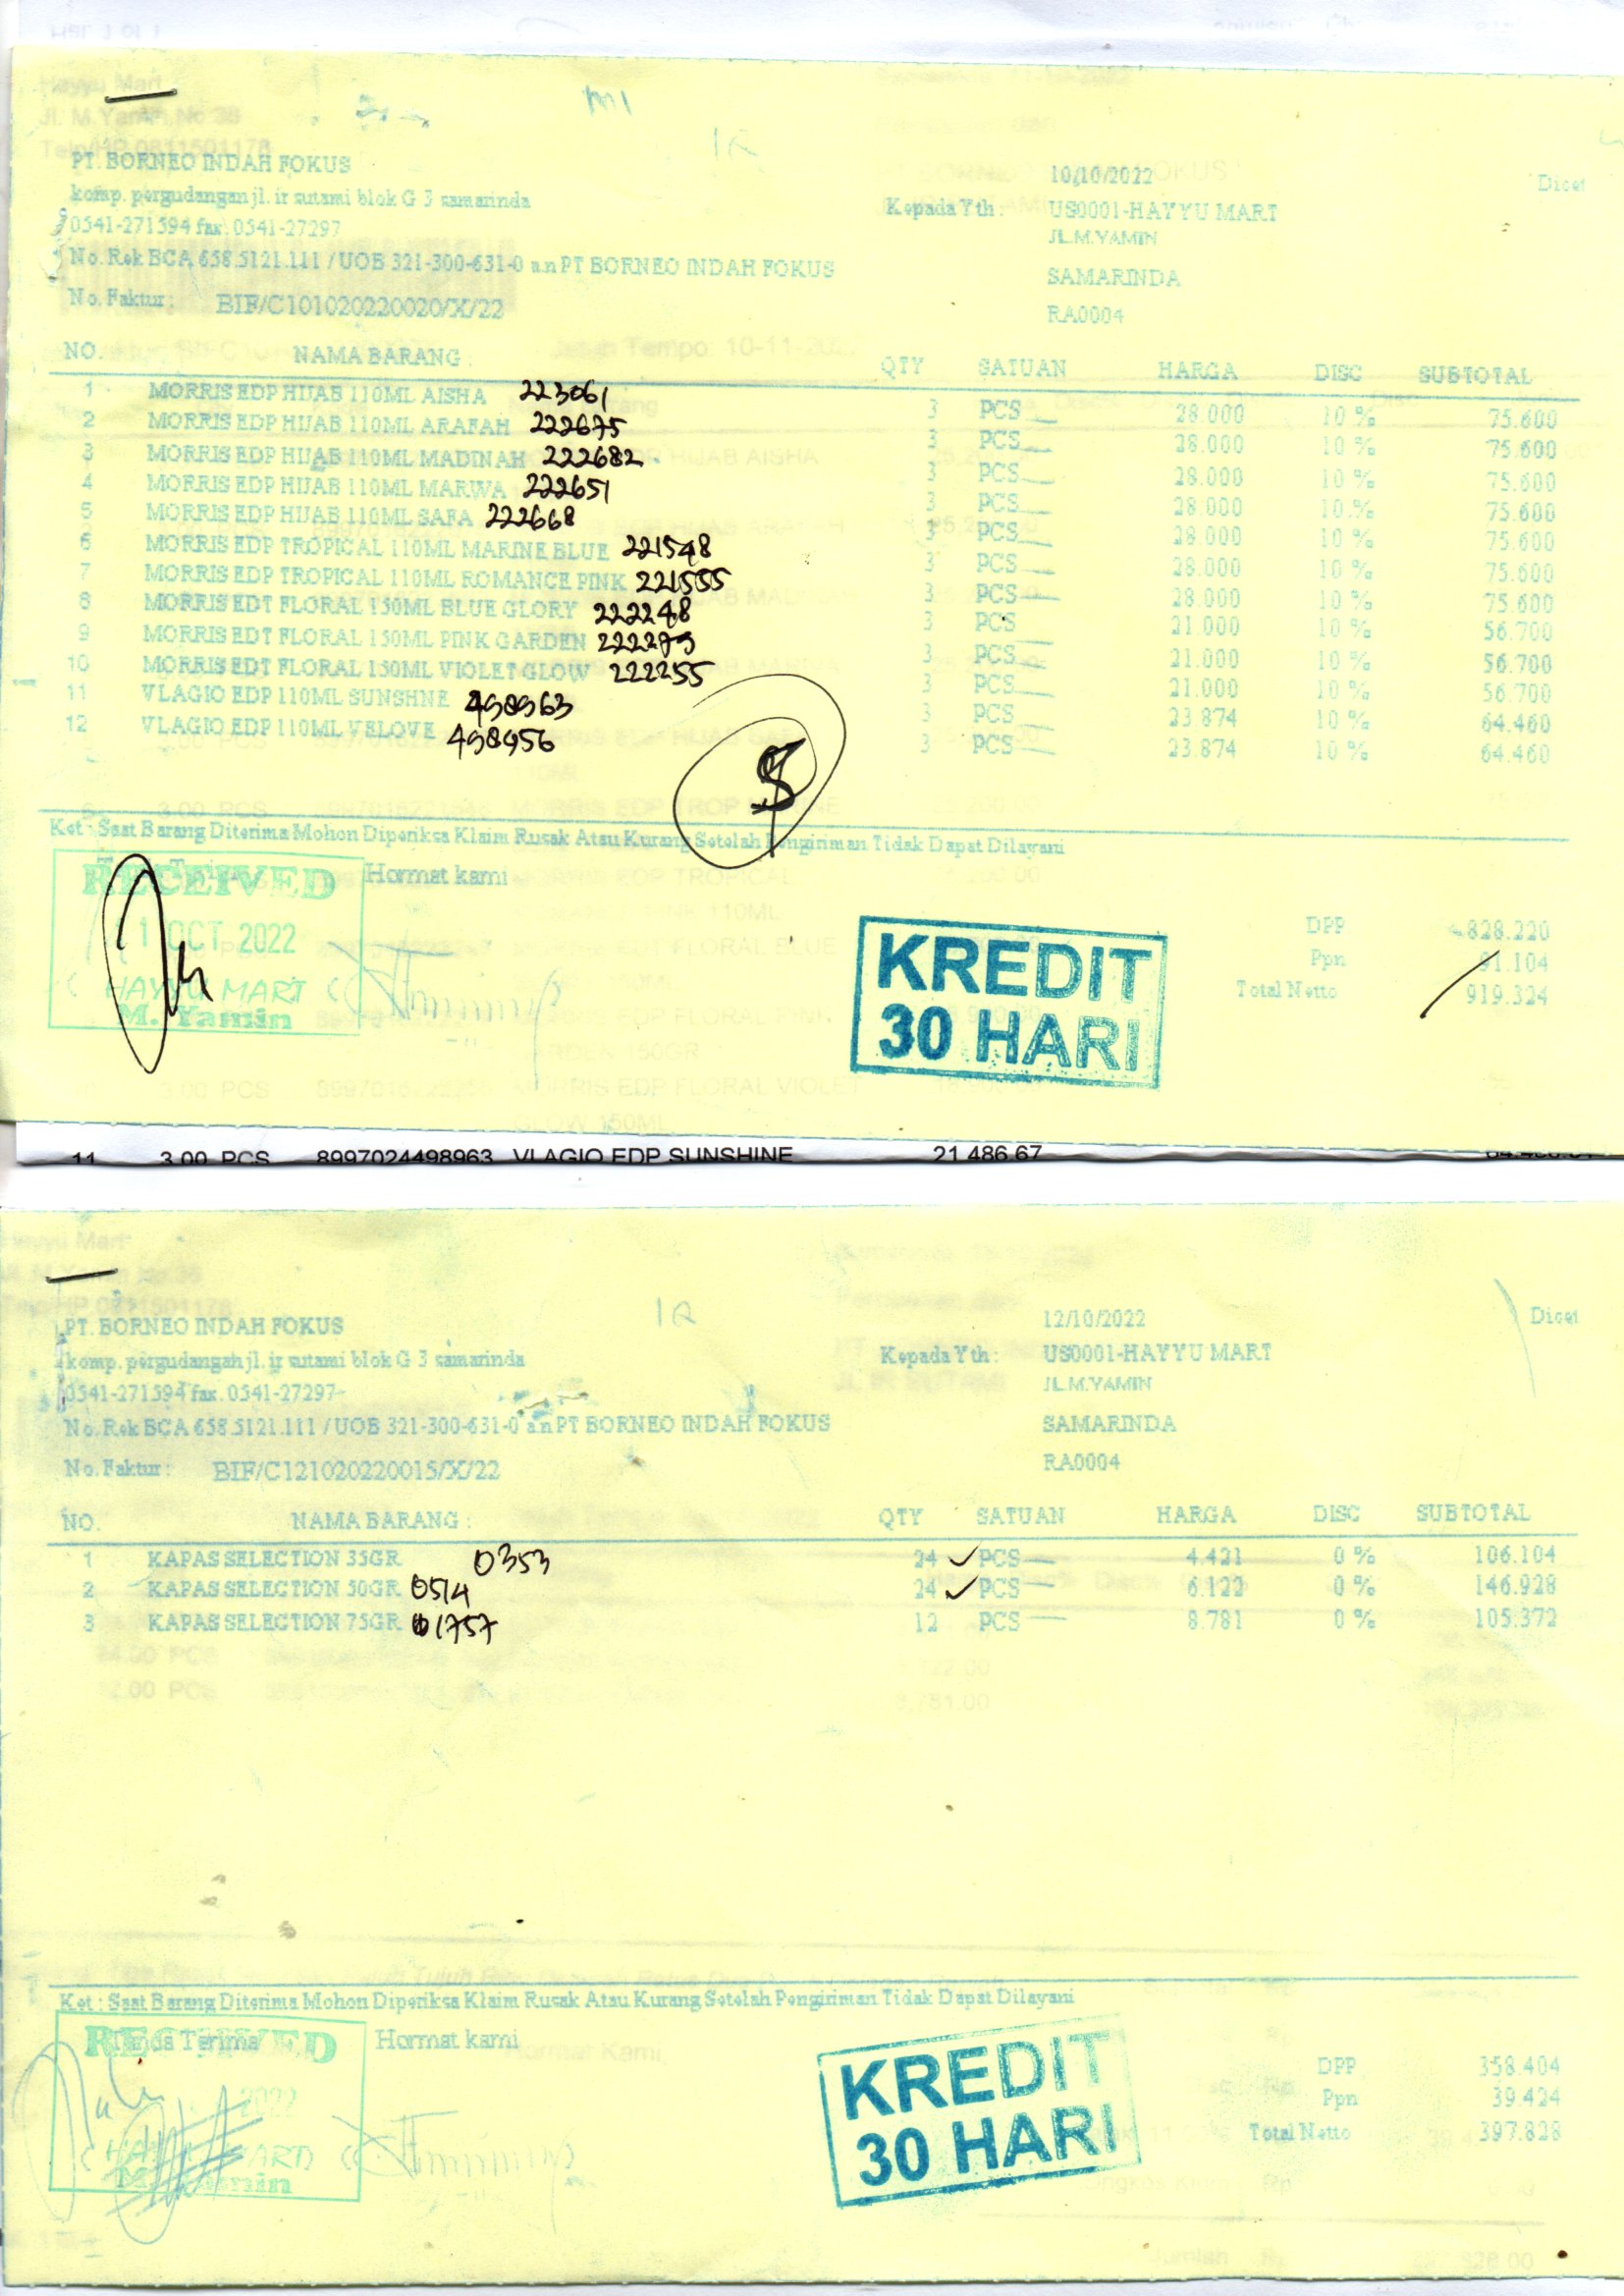 PT. BORNEO INDAH FOKUS
komp. pergudangan jl. ir sutami blok G 3 samarinda
0541-271594 fax. 0541-27297
No. Rek BCA 658.5121.111 / UOB 321-300-631-0 a.n PT BORNEO INDAH FOKUS
No. Faktur : BIF/C101020220020/X/22
10/10/2022
Kepada Yth : US0001-HAYYU MART
JL.M.YAMIN
SAMARINDA
RA0004
Dicet
NO. NAMA BARANG : QTY SATUAN HARGA DISC SUBTOTAL
1 MORRIS EDP HIJAB 110ML AISHA 223061 3 PCS 28.000 10 % 75.600
2 MORRIS EDP HIJAB 110ML ARAFAH 222675 3 PCS 28.000 10 % 75.600
3 MORRIS EDP HIJAB 110ML MADINAH 222682 3 PCS 28.000 10 % 75.600
4 MORRIS EDP HIJAB 110ML MARWA 222651 3 PCS 28.000 10 % 75.600
5 MORRIS EDP HIJAB 110ML SAFA 222668 3 PCS 28.000 10 % 75.600
6 MORRIS EDP TROPICAL 110ML MARINE BLUE 221548 3 PCS 28.000 10 % 75.600
7 MORRIS EDP TROPICAL 110ML ROMANCE PINK 221555 3 PCS 28.000 10 % 75.600
8 MORRIS EDT FLORAL 150ML BLUE GLORY 222248 3 PCS 21.000 10 % 56.700
9 MORRIS EDT FLORAL 150ML PINK GARDEN 3 PCS 21.000 10 % 56.700
10 MORRIS EDT FLORAL 150ML VIOLET GLOW 222255 3 PCS 21.000 10 % 56.700
11 VLAGIO EDP 110ML SUNSHNE 498963 3 PCS 23.874 10 % 64.460
12 VLAGIO EDP 110ML VELOVE 498956 3 PCS 23.874 10 % 64.460
Ket : Saat Barang Diterima Mohon Diperiksa Klaim Rusak Atau Kurang Setelah Pengiriman Tidak Dapat Dilayani
RECEIVED
Hormat kami
OCT 2022
HAYYU MART
M. Yamin
KREDIT
30 HARI
DPP 828.220
Ppn 91.104
Total Netto 919.324
11 3.00 PCS 8997024498963 VLAGIO EDP SUNSHINE 21.486.67
PT. BORNEO INDAH FOKUS
komp. pergudangan jl. ir sutami blok G 3 samarinda
0541-271594 fax. 0541-27297
No. Rek BCA 658.5121.111 / UOB 321-300-631-0 a.n PT BORNEO INDAH FOKUS
No. Faktur : BIF/C121020220015/X/22
12/10/2022
Kepada Yth : US0001-HAYYU MART
JL.M.YAMIN
SAMARINDA
RA0004
Dicet
NO. NAMA BARANG : QTY SATUAN HARGA DISC SUBTOTAL
1 KAPAS SELECTION 35GR 0353 24 PCS 4.421 0 % 106.104
2 KAPAS SELECTION 50GR 0514 24 PCS 6.122 0 % 146.928
3 KAPAS SELECTION 75GR 01757 12 PCS 8.781 0 % 105.372
Ket : Saat Barang Diterima Mohon Diperiksa Klaim Rusak Atau Kurang Setelah Pengiriman Tidak Dapat Dilayani
RECEIVED
Tanda Terima
Hormat kami
2022
KREDIT
30 HARI
DPP 358.404
Ppn 39.424
Total Netto 397.828